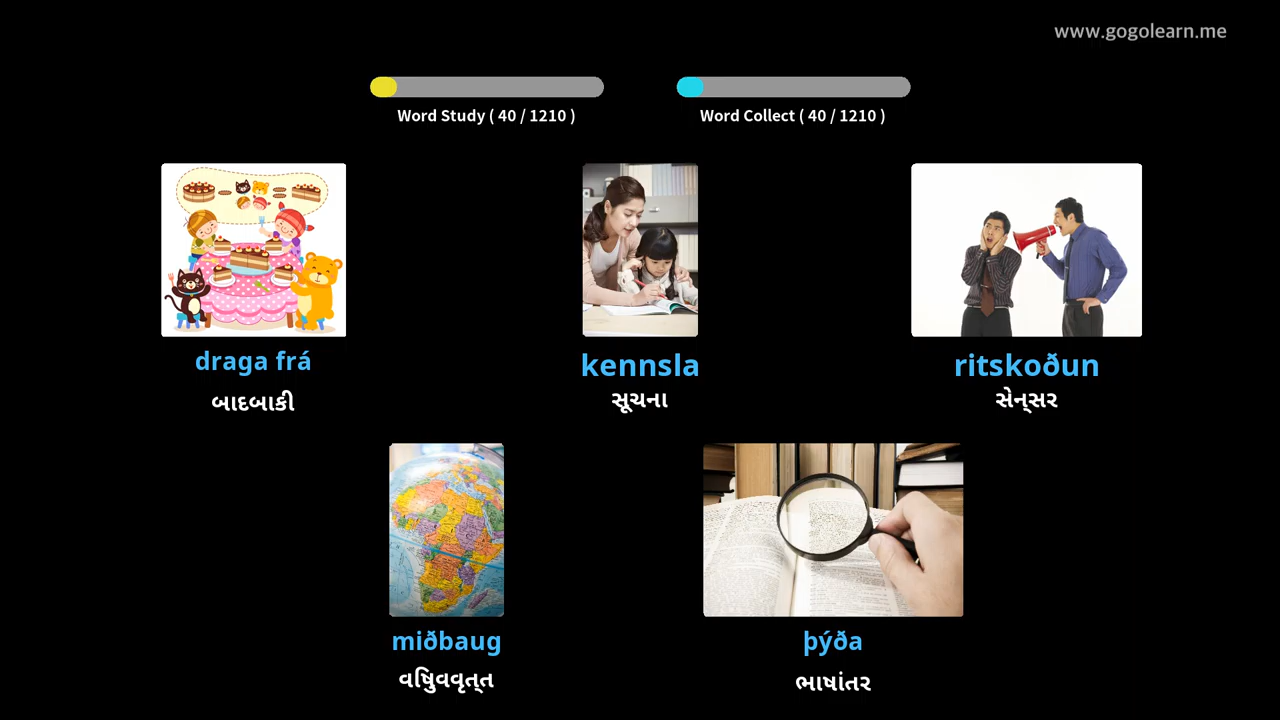 www.gogolearn.me
Word Study ( 40 / 1210 )
Word Collect ( 40 / 1210 )
draga frá
બાદબાકી
kennsla
સૂચના
ritskoðun
સેન્સર
miðbaug
વષુિવવૃત્ત
þýða
ભાષાંતર